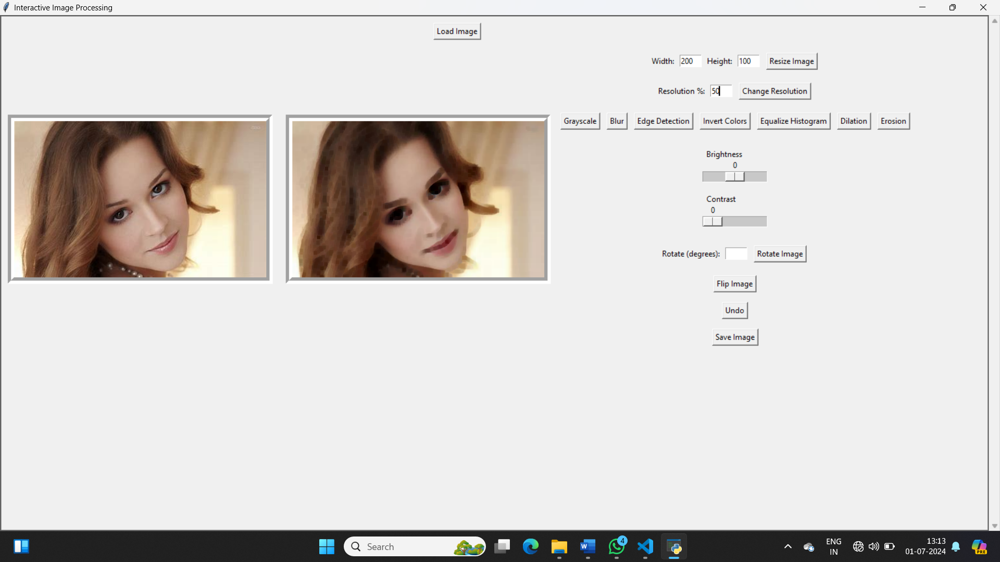 Interactive Image Processing
Load Image
Width: 200 Height: 100 Resize Image
Resolution %: 50 Change Resolution
Grayscale Blur Edge Detection Invert Colors Equalize Histogram Dilation Erosion
Brightness
0
Contrast
0
Rotate (degrees): Rotate Image
Flip Image
Undo
Save Image
Search
4
ENG
IN
13:13
01-07-2024
PRE